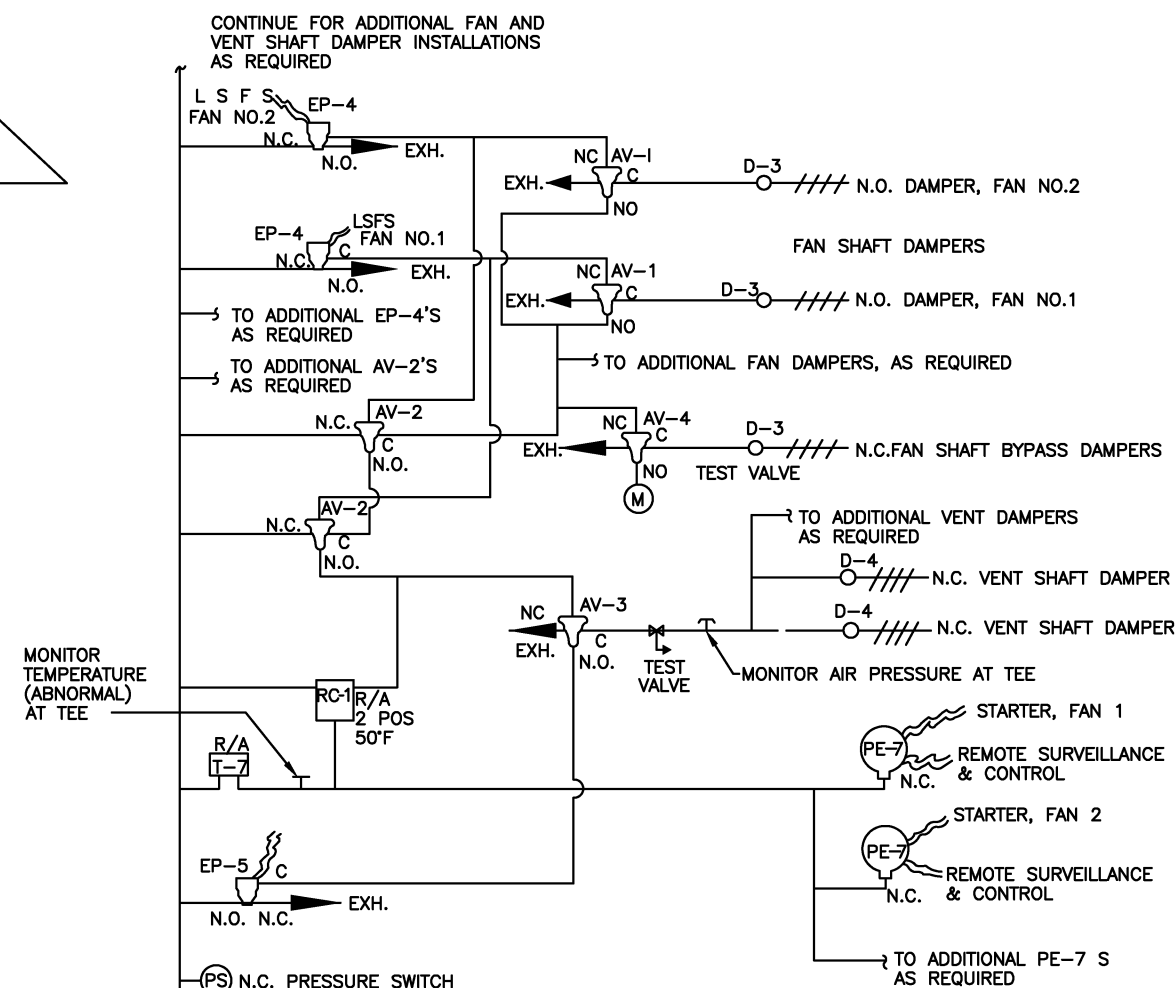 CONTINUE FOR ADDITIONAL FAN AND
VENT SHAFT DAMPER INSTALLATIONS
AS REQUIRED
L S F S
FAN NO.2
EP-4
N.C.
N.O.
EXH.
NC
AV-I
C
EXH.
NO
D-3
N.O. DAMPER, FAN NO.2
EP-4
LSFS
FAN NO.1
C
N.C.
N.O.
EXH.
FAN SHAFT DAMPERS
NC
AV-1
C
EXH.
NO
D-3
N.O. DAMPER, FAN NO.1
TO ADDITIONAL EP-4'S
AS REQUIRED
TO ADDITIONAL AV-2'S
AS REQUIRED
TO ADDITIONAL FAN DAMPERS, AS REQUIRED
N.C.
AV-2
C
N.O.
NC
AV-4
C
EXH.
NO
M
D-3
TEST VALVE
N.C.FAN SHAFT BYPASS DAMPERS
N.C.
AV-2
C
N.O.
TO ADDITIONAL VENT DAMPERS
AS REQUIRED
D-4
N.C. VENT SHAFT DAMPER
NC
AV-3
C
EXH.
N.O.
TEST
VALVE
D-4
N.C. VENT SHAFT DAMPER
MONITOR AIR PRESSURE AT TEE
MONITOR
TEMPERATURE
(ABNORMAL)
AT TEE
RC-1
R/A
2 POS
50°F
R/A
T-7
STARTER, FAN 1
PE-7
REMOTE SURVEILLANCE
& CONTROL
N.C.
STARTER, FAN 2
PE-7
REMOTE SURVEILLANCE
& CONTROL
N.C.
EP-5
C
N.O.
N.C.
EXH.
TO ADDITIONAL PE-7 S
AS REQUIRED
PS
N.C. PRESSURE SWITCH